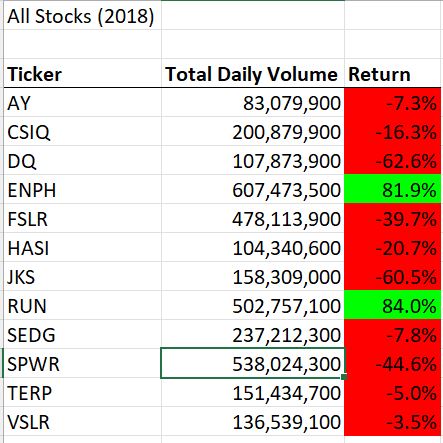 All Stocks (2018)
Ticker Total Daily Volume Return
AY 83,079,900 -7.3%
CSIQ 200,879,900 -16.3%
DQ 107,873,900 -62.6%
ENPH 607,473,500 81.9%
FSLR 478,113,900 -39.7%
HASI 104,340,600 -20.7%
JKS 158,309,000 -60.5%
RUN 502,757,100 84.0%
SEDG 237,212,300 -7.8%
SPWR 538,024,300 -44.6%
TERP 151,434,700 -5.0%
VSLR 136,539,100 -3.5%